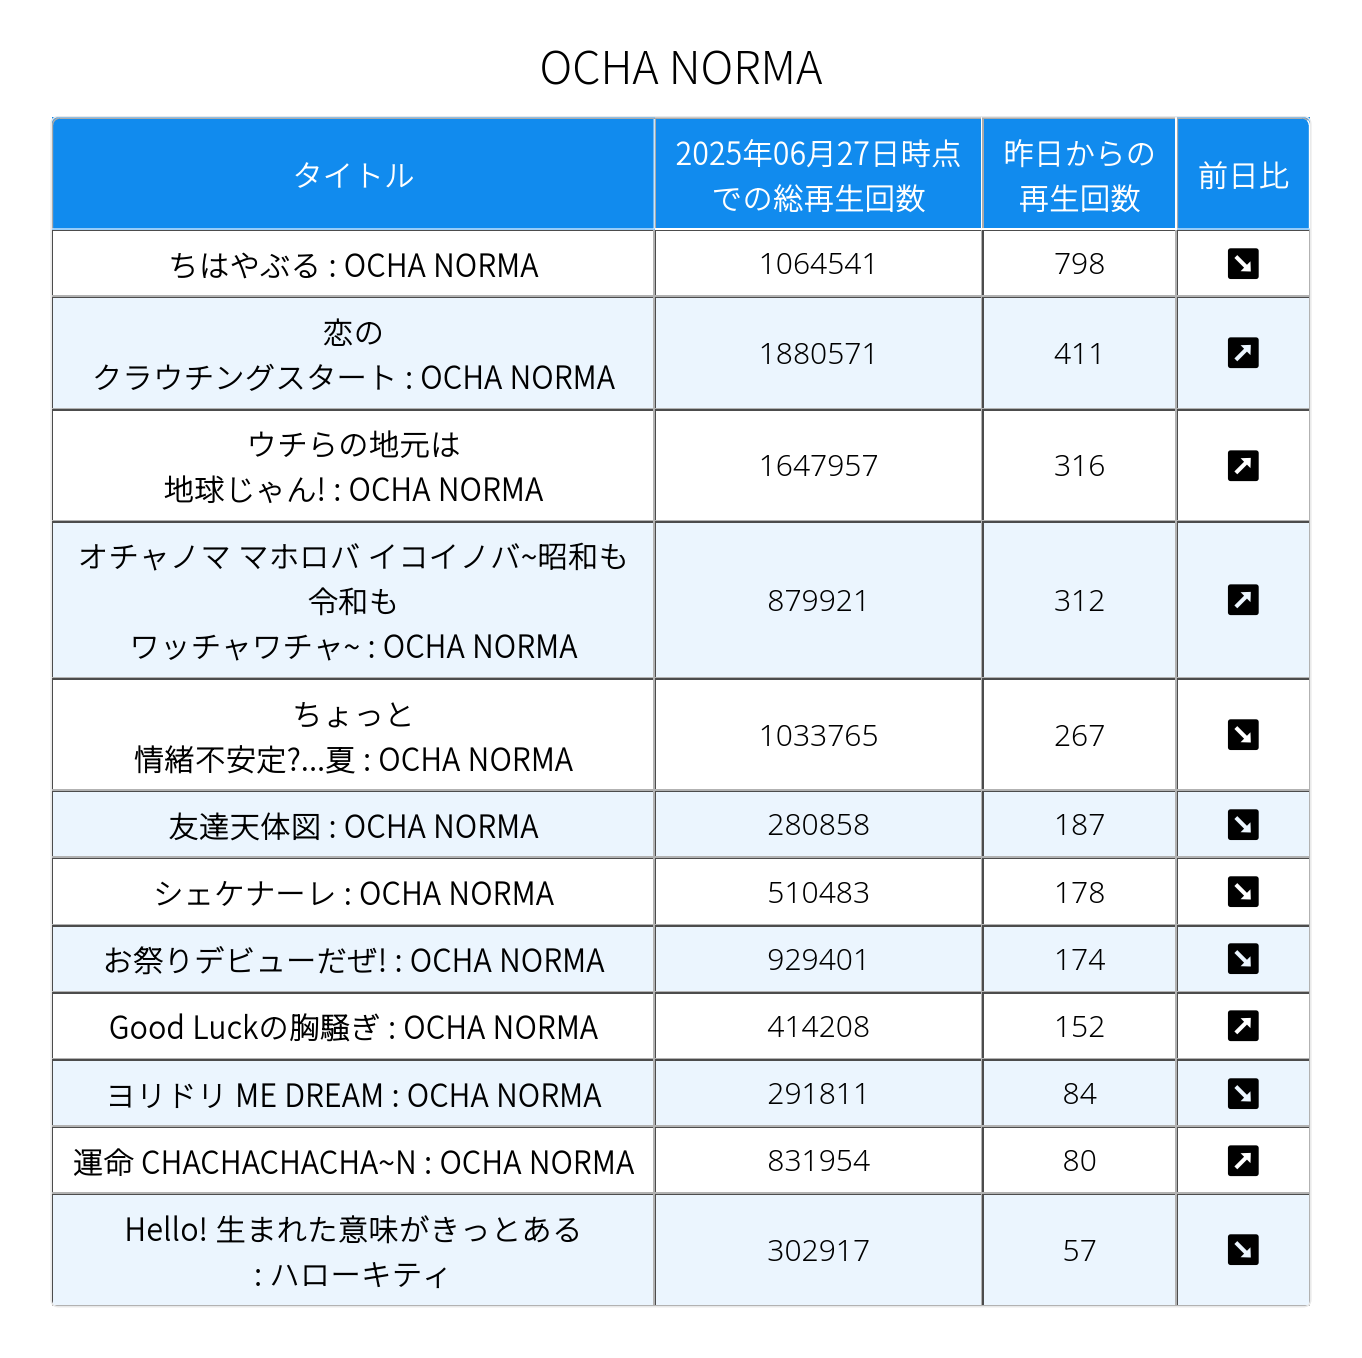 OCHA NORMA
タイトル
2025年06月27日時点
での総再生回数
昨日からの
再生回数
前日比
ちはやぶる : OCHA NORMA
1064541
798
恋の
クラウチングスタート : OCHA NORMA
1880571
411
ウチらの地元は
地球じゃん! : OCHA NORMA
1647957
316
オチャノマ マホロバ イコイノバ~昭和も
令和も
ワッチャワチャ~ : OCHA NORMA
879921
312
ちょっと
情緒不安定?...夏 : OCHA NORMA
1033765
267
友達天体図 : OCHA NORMA
280858
187
シェケナーレ : OCHA NORMA
510483
178
お祭りデビューだぜ! : OCHA NORMA
929401
174
Good Luckの胸騒ぎ : OCHA NORMA
414208
152
ヨリドリ ME DREAM : OCHA NORMA
291811
84
運命 CHACHACHACHA~N : OCHA NORMA
831954
80
Hello! 生まれた意味がきっとある
: ハローキティ
302917
57